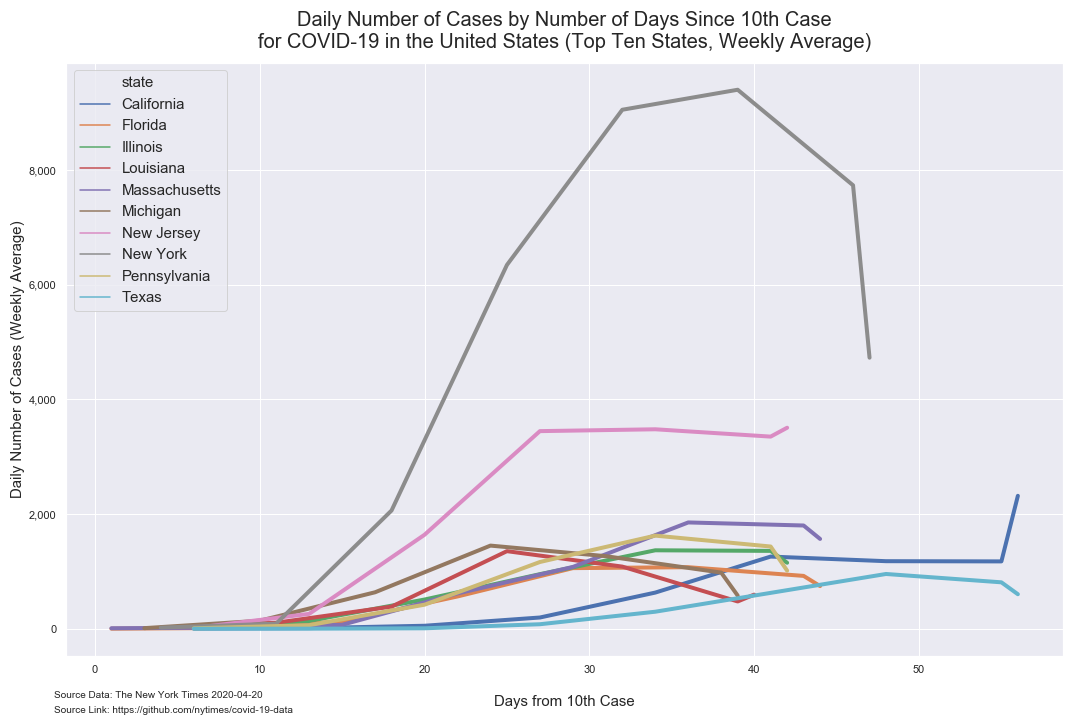 Daily Number of Cases by Number of Days Since 10th Case
for COVID-19 in the United States (Top Ten States, Weekly Average)
state
California
Florida
Illinois
Louisiana
Massachusetts
Michigan
New Jersey
New York
Pennsylvania
Texas
Daily Number of Cases (Weekly Average)
8,000
6,000
4,000
2,000
0
0 10 20 30 40 50
Days from 10th Case
Source Data: The New York Times 2020-04-20
Source Link: https://github.com/nytimes/covid-19-data